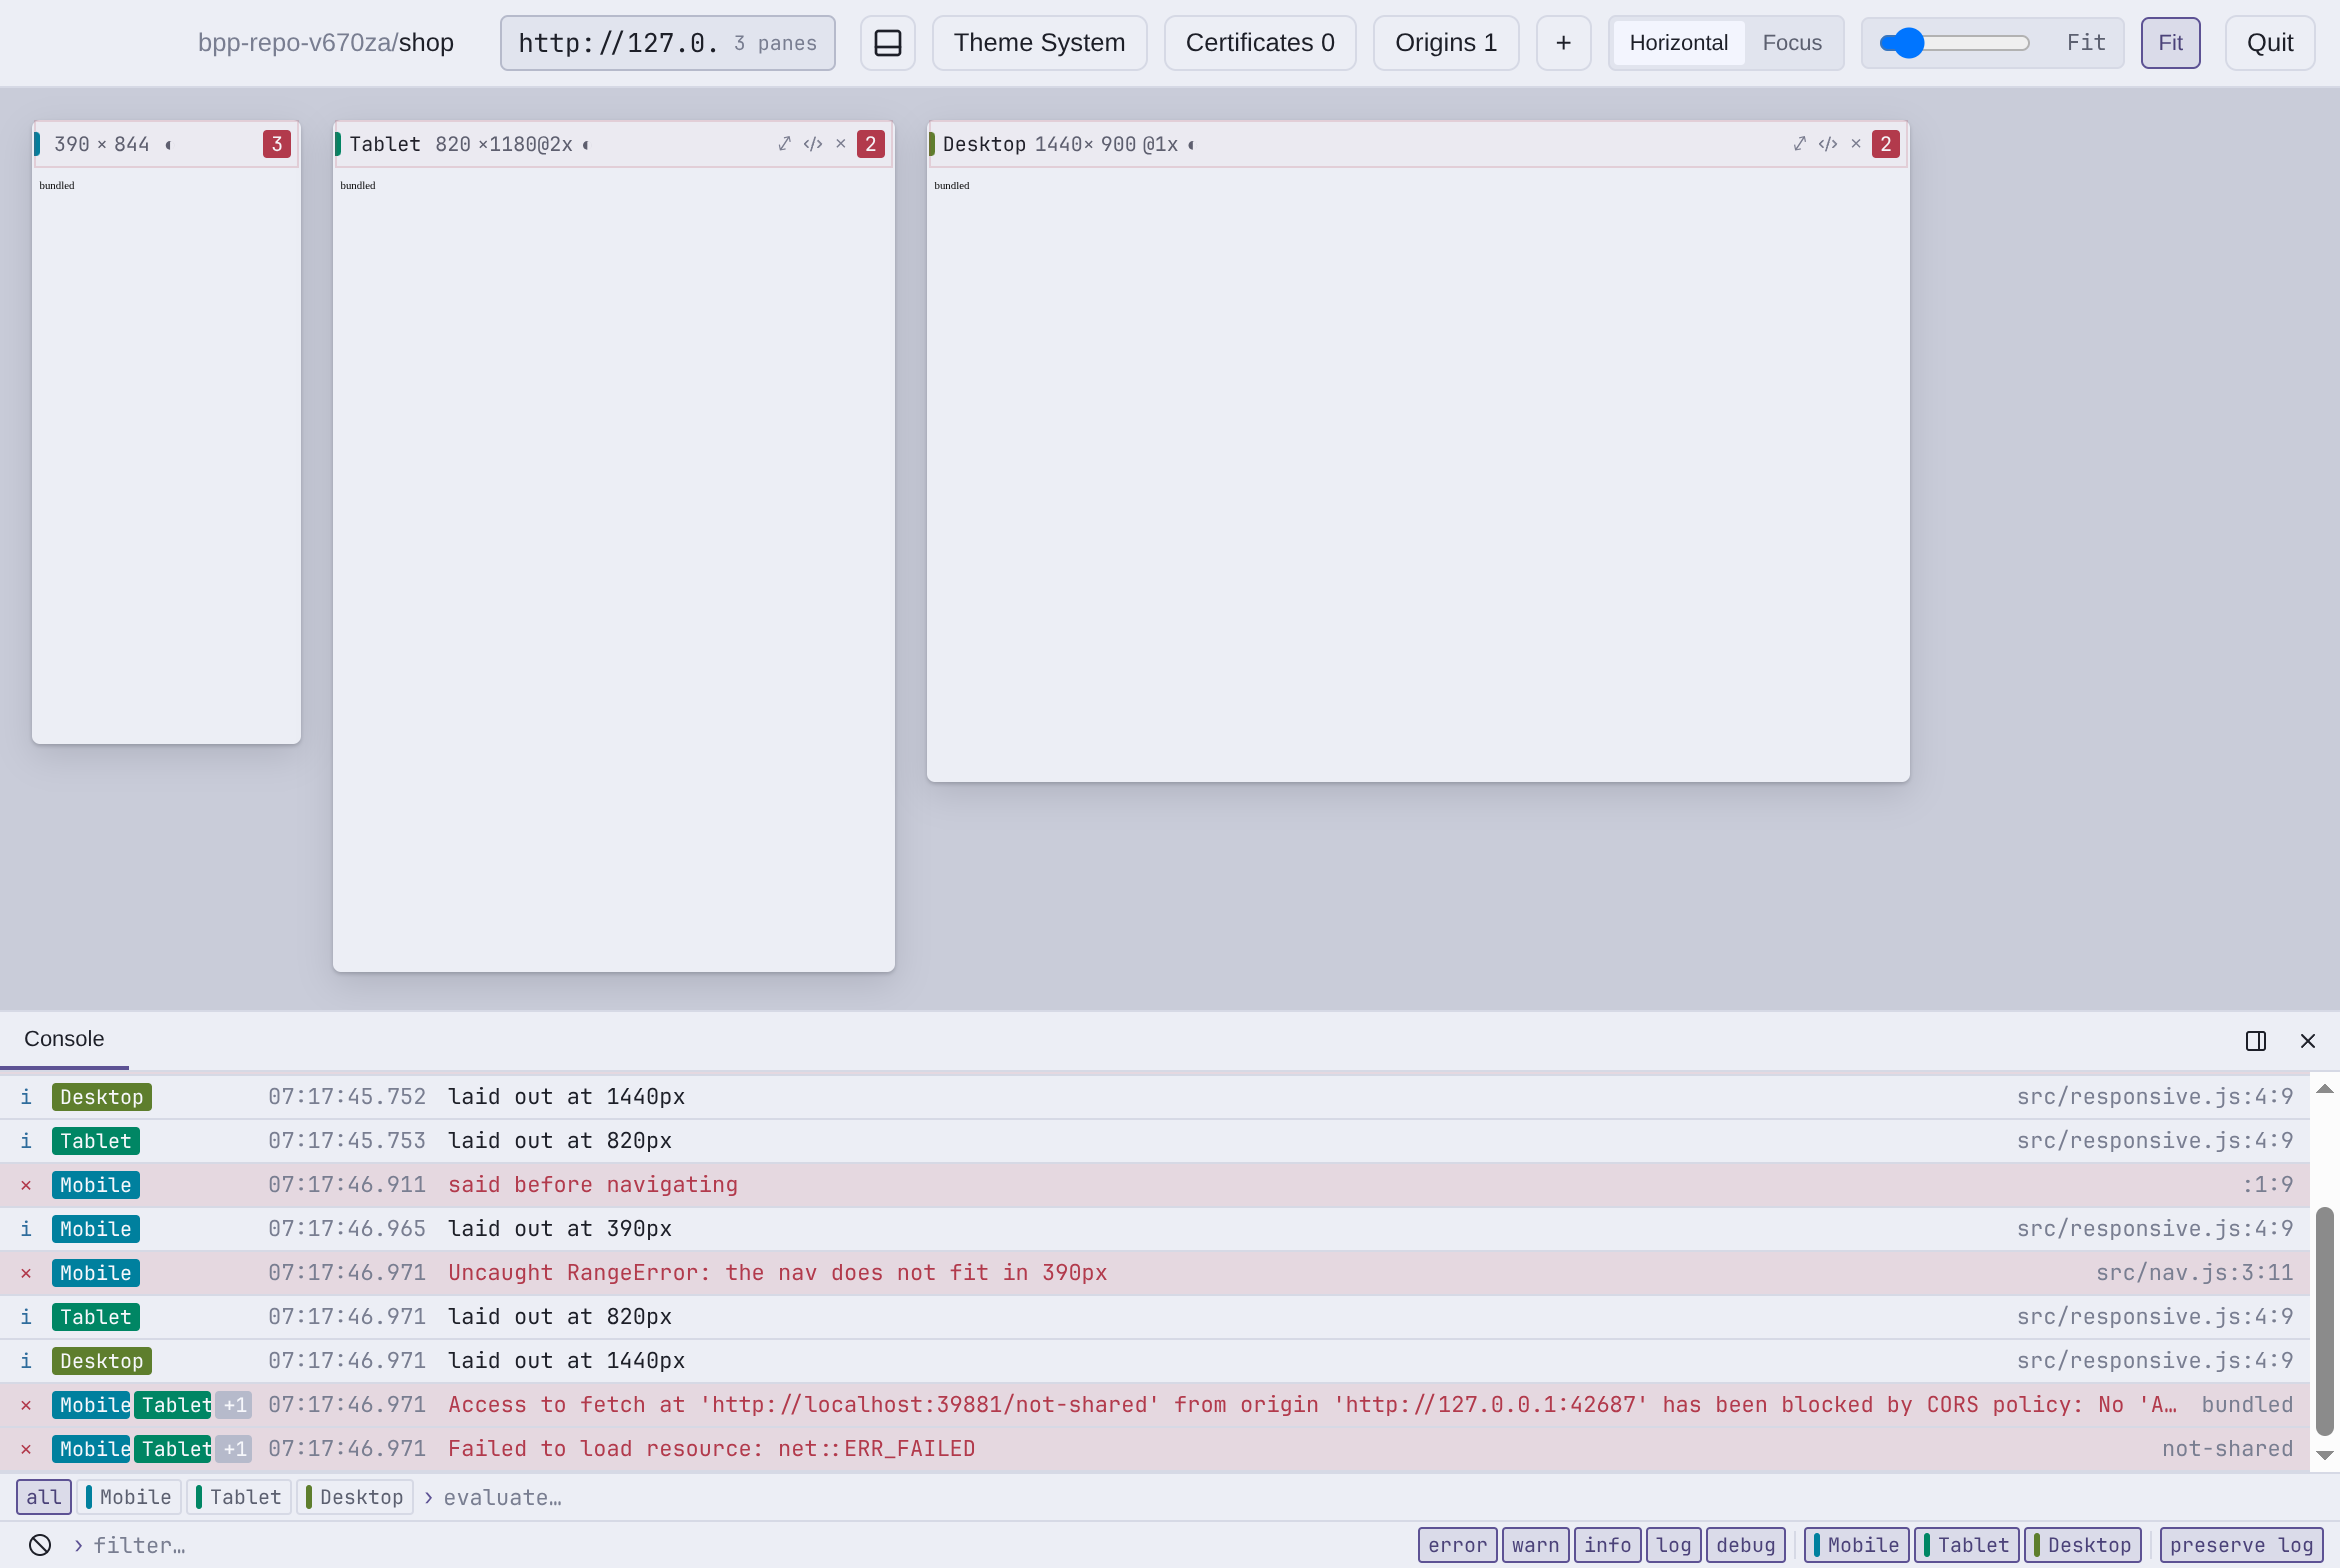 bpp-repo-v670za/shop http://127.0. 3 panes Theme System Certificates 0 Origins 1 + Horizontal Focus Fit Fit Quit
390 × 844 3
Tablet 820 ×1180@2x </> × 2
Desktop 1440× 900 @1x </> × 2
bundled
bundled
bundled
Console
i Desktop 07:17:45.752 laid out at 1440px src/responsive.js:4:9
i Tablet 07:17:45.753 laid out at 820px src/responsive.js:4:9
× Mobile 07:17:46.911 said before navigating :1:9
i Mobile 07:17:46.965 laid out at 390px src/responsive.js:4:9
× Mobile 07:17:46.971 Uncaught RangeError: the nav does not fit in 390px src/nav.js:3:11
i Tablet 07:17:46.971 laid out at 820px src/responsive.js:4:9
i Desktop 07:17:46.971 laid out at 1440px src/responsive.js:4:9
× Mobile Tablet +1 07:17:46.971 Access to fetch at 'http://localhost:39881/not-shared' from origin 'http://127.0.0.1:42687' has been blocked by CORS policy: No 'A… bundled
× Mobile Tablet +1 07:17:46.971 Failed to load resource: net::ERR_FAILED not-shared
all Mobile Tablet Desktop › evaluate…
› filter… error warn info log debug Mobile Tablet Desktop preserve log